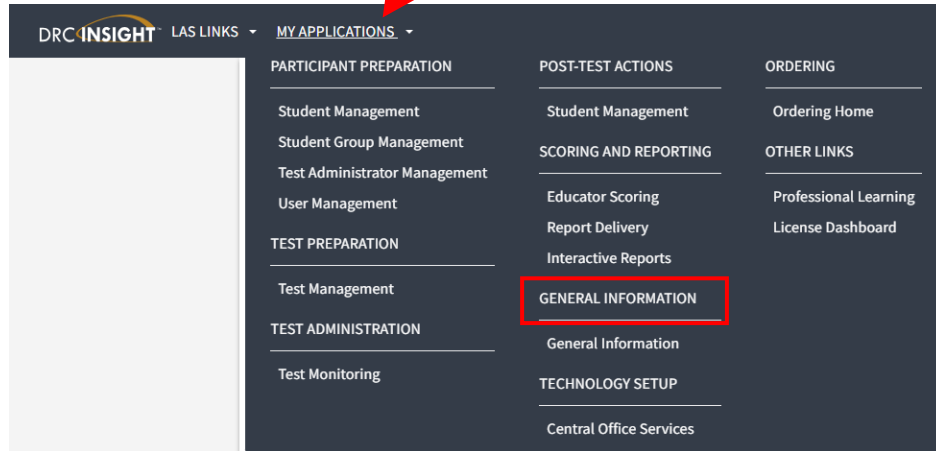 DRC INSIGHT LAS LINKS MY APPLICATIONS
PARTICIPANT PREPARATION
Student Management
Student Group Management
Test Administrator Management
User Management
TEST PREPARATION
Test Management
TEST ADMINISTRATION
Test Monitoring
POST-TEST ACTIONS
Student Management
SCORING AND REPORTING
Educator Scoring
Report Delivery
Interactive Reports
GENERAL INFORMATION
General Information
TECHNOLOGY SETUP
Central Office Services
ORDERING
Ordering Home
OTHER LINKS
Professional Learning
License Dashboard